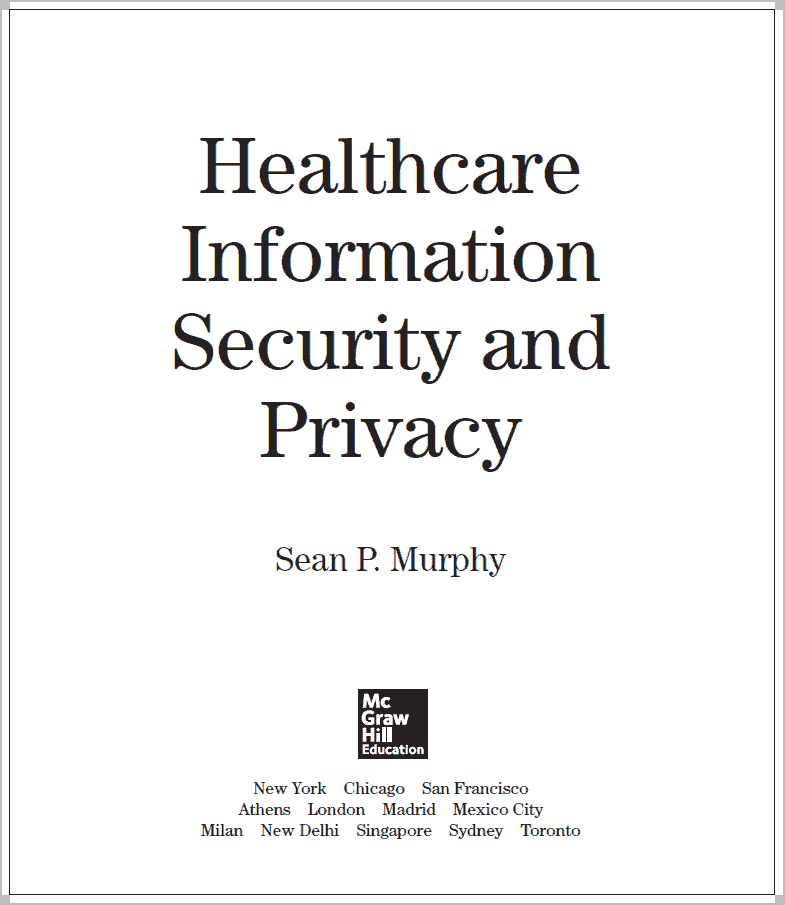 Healthcare
Information
Security and
Privacy
Sean P. Murphy
Mc
Graw
Hill
Education
New York Chicago San Francisco
Athens London Madrid Mexico City
Milan New Delhi Singapore Sydney Toronto